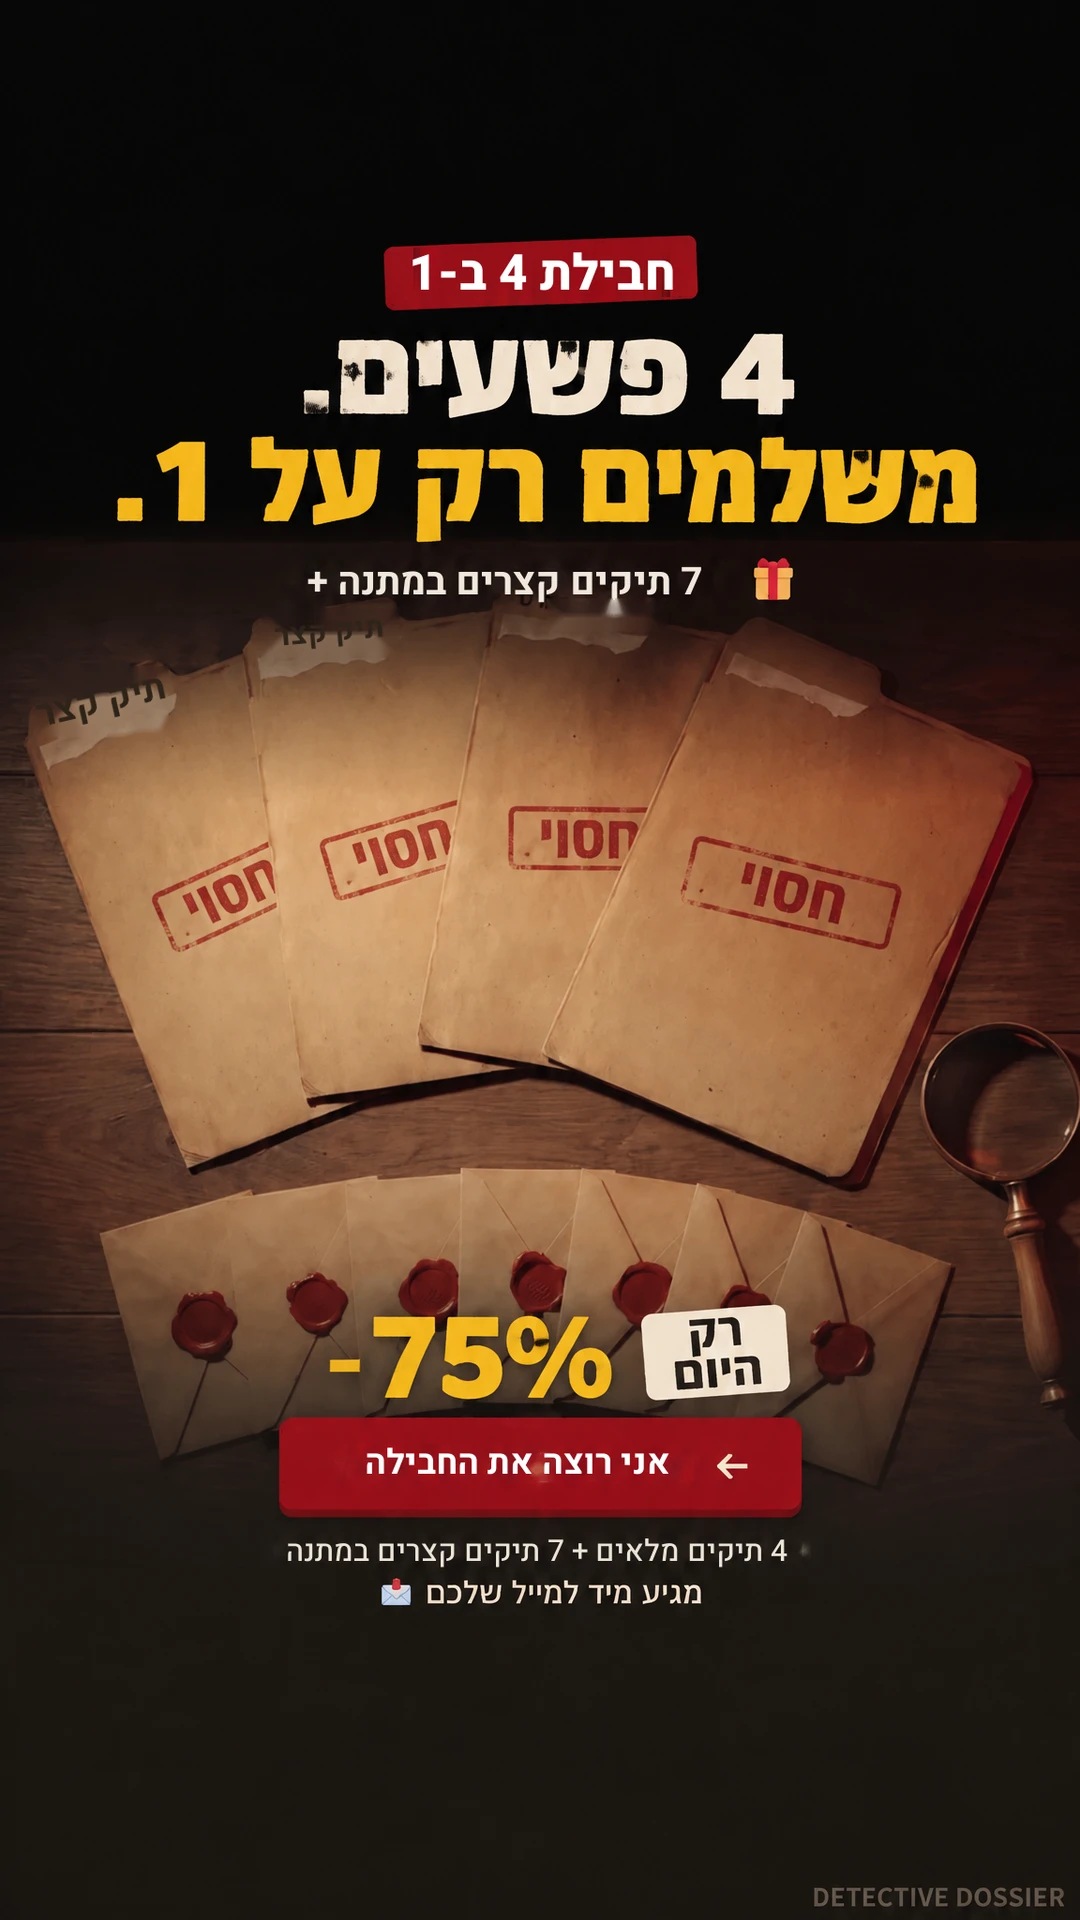 חבילת 4 ב-1
4 פשעים.
משלמים רק על 1.
🎁 7 תיקים קצרים במתנה +
תיק קצר
תיק קצר
חסוי
חסוי
חסוי
חסוי
רק היום
-75%
אני רוצה את החבילה ←
4 תיקים מלאים + 7 תיקים קצרים במתנה
מגיע מיד למייל שלכם 📩
DETECTIVE DOSSIER